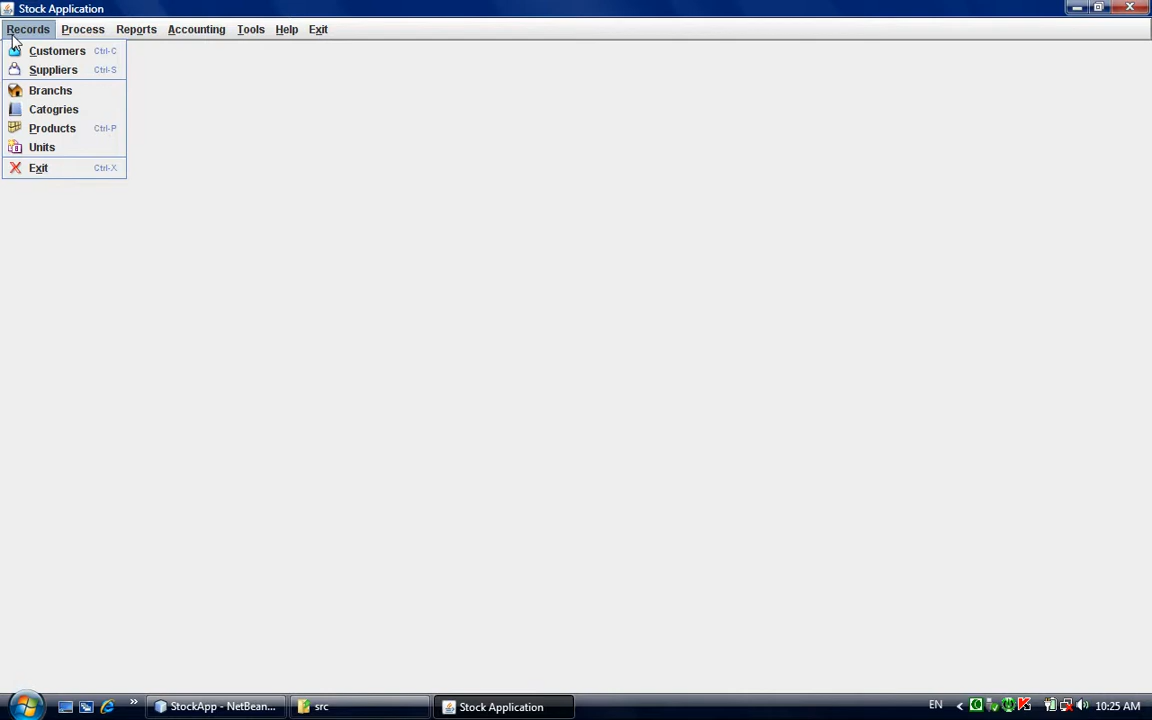 Stock Application
Records Process Reports Accounting Tools Help Exit
Customers Ctrl-C
Suppliers Ctrl-S
Branchs
Catogries
Products Ctrl-P
Units
Exit Ctrl-X
StockApp - NetBean... src Stock Application EN 10:25 AM